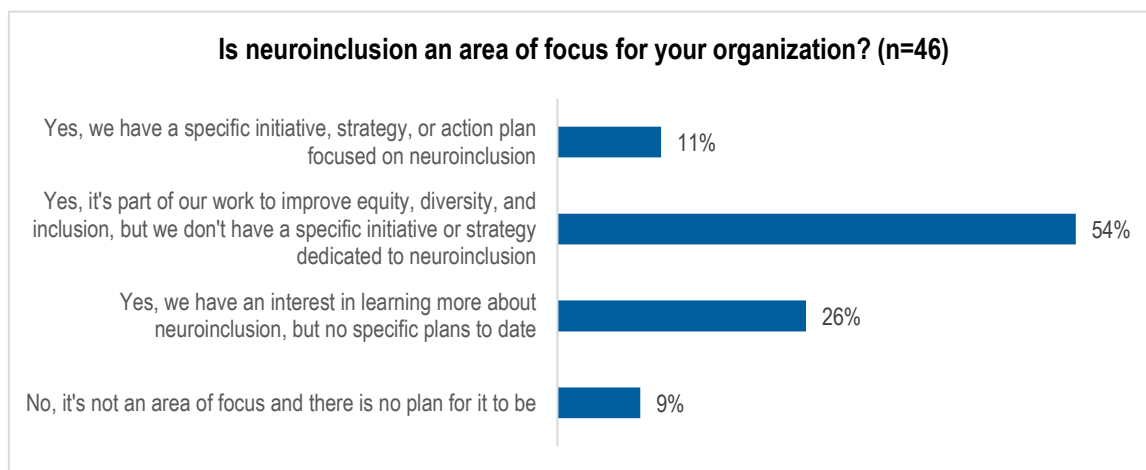 Is neuroinclusion an area of focus for your organization? (n=46)
Yes, we have a specific initiative, strategy, or action plan
focused on neuroinclusion
11%
Yes, it's part of our work to improve equity, diversity, and
inclusion, but we don't have a specific initiative or strategy
dedicated to neuroinclusion
54%
Yes, we have an interest in learning more about
neuroinclusion, but no specific plans to date
26%
No, it's not an area of focus and there is no plan for it to be
9%